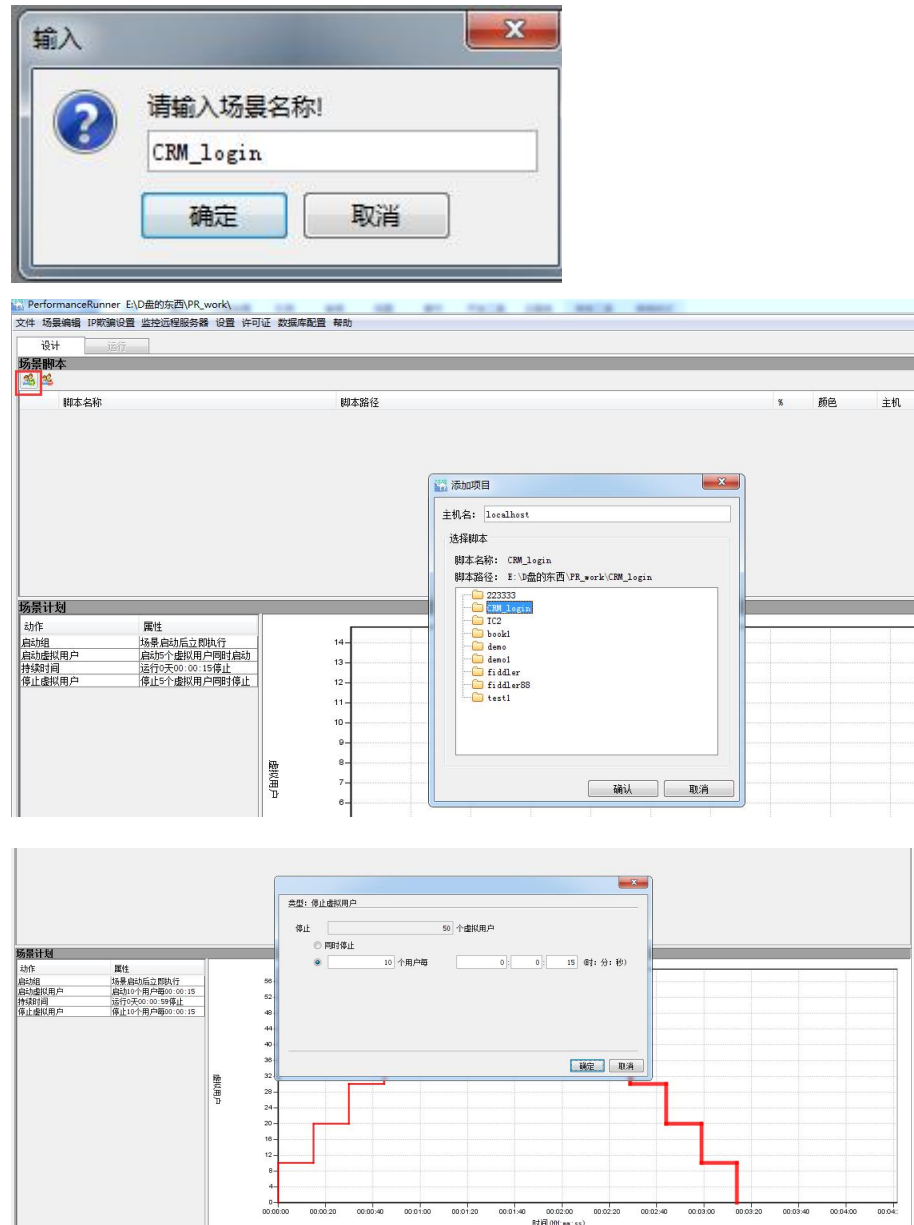 输入
请输入场景名称!
CRM_login
确定 取消
PerformanceRunner E:\D盘的东西\PR_work\
文件 场景编辑 IP欺骗设置 监控远程服务器 设置 许可证 数据库配置 帮助
设计 运行
场景脚本
脚本名称 脚本路径 % 颜色 主机
添加项目
主机名: localhost
选择脚本
脚本名称: CRM_login
脚本路径: E:\D盘的东西\PR_work\CRM_login
223333
CRM_login
TC2
book1
demo
demo1
fiddler
fiddler88
test1
确认 取消
场景计划
动作 属性
启动组 场景启动后立即执行
启动虚拟用户 启动5个虚拟用户同时启动
持续时间 运行0天00:00:15停止
停止虚拟用户 停止5个虚拟用户同时停止
14
13
12
11
10
9
8
7
6
虚拟用户
类型: 停止虚拟用户
停止 50 个虚拟用户
同时停止
10 个用户每 0 : 0 : 15 (时: 分: 秒)
确定 取消
场景计划
动作 属性
启动组 场景启动后立即执行
启动虚拟用户 启动10个用户每00:00:15
持续时间 运行0天00:00:59停止
停止虚拟用户 停止10个用户每00:00:15
56
52
48
44
40
36
32
28
24
20
16
12
8
4
0
虚拟用户
00:00:00 00:00:20 00:00:40 00:01:00 00:01:20 00:01:40 00:02:00 00:02:20 00:02:40 00:03:00 00:03:20 00:03:40 00:04:00 00:04:
时间(HH:mm:ss)